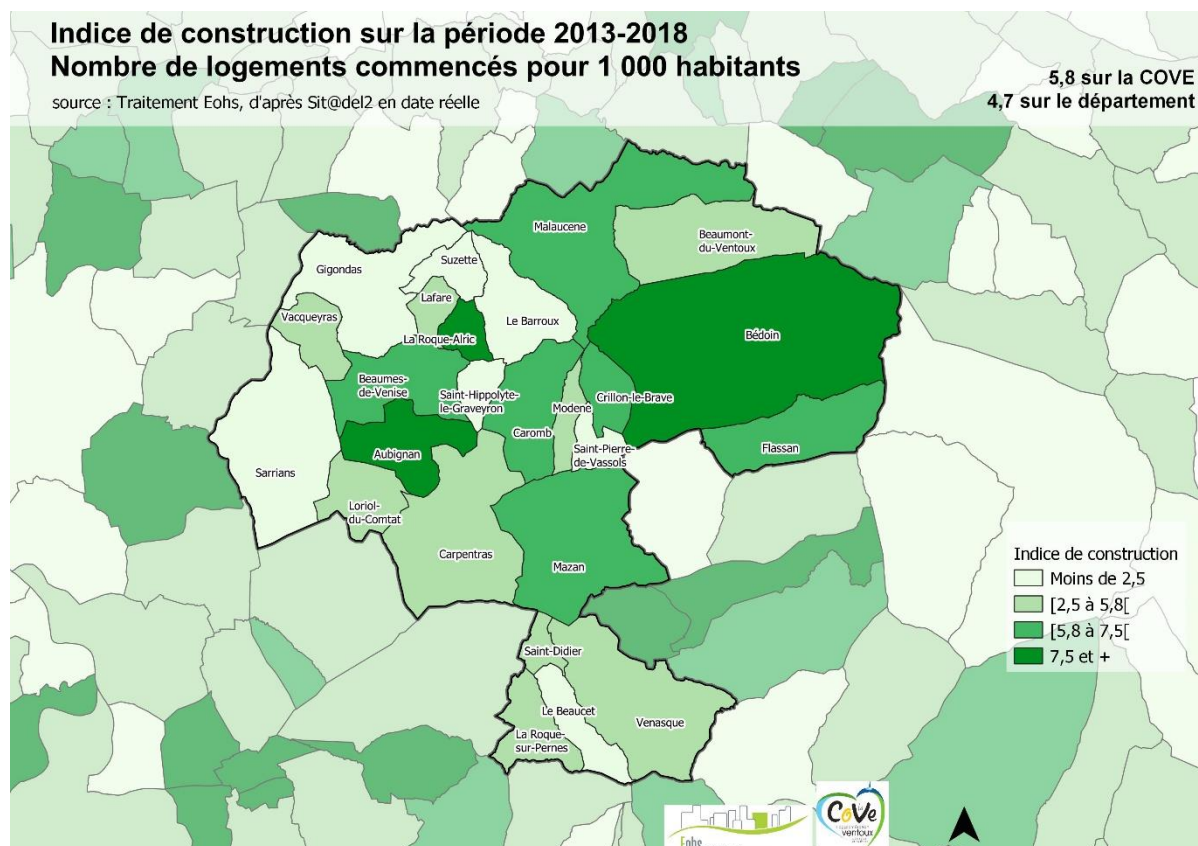 Indice de construction sur la période 2013-2018
Nombre de logements commencés pour 1 000 habitants
source : Traitement Eohs, d'après Sit@del2 en date réelle
5,8 sur la COVE
4,7 sur le département
Malaucene
Beaumont-
du-Ventoux
Suzette
Gigondas
Lafare
Vacqueyras
Le Barroux
La Roque-Alric
Bédoin
Beaumes-
de-Venise
Saint-Hippolyte-
le-Graveyron
Crillon-le-Brave
Modene
Caromb
Aubignan
Saint-Pierre-
de-Vassols
Flassan
Sarrians
Loriol-
du-Comtat
Carpentras
Mazan
Saint-Didier
Le Beaucet
Venasque
La Roque-
sur-Pernes
Indice de construction
Moins de 2,5
[2,5 à 5,8[
[5,8 à 7,5[
7,5 et +
Eohs
la
CoVe
ventoux